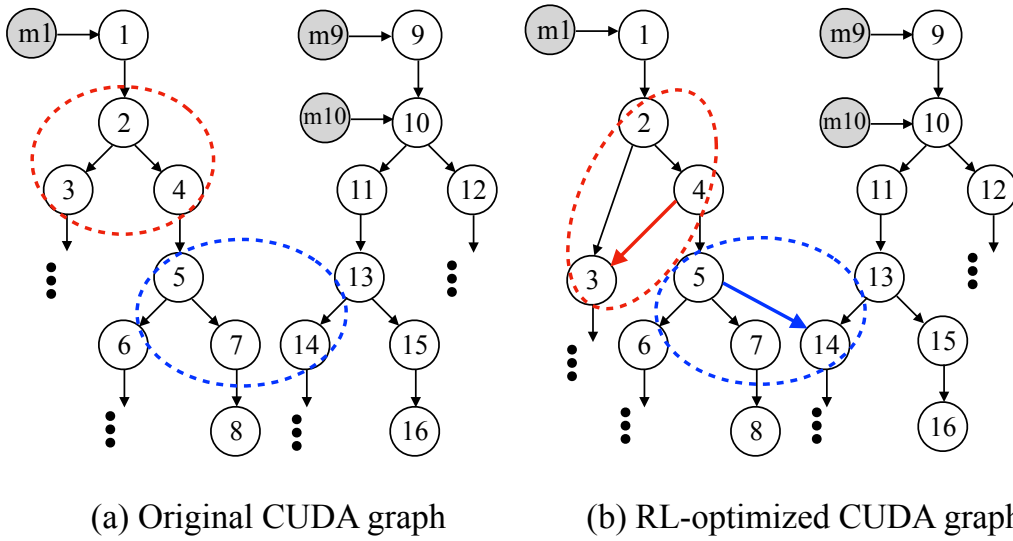 m1 1 m9 9 m1 1 m9 9
2 m10 10 2 m10 10
3 4 11 12 4 11 12
5 13 3 5 13
6 7 14 15 6 7 14 15
8 16 8 16
(a) Original CUDA graph (b) RL-optimized CUDA graph